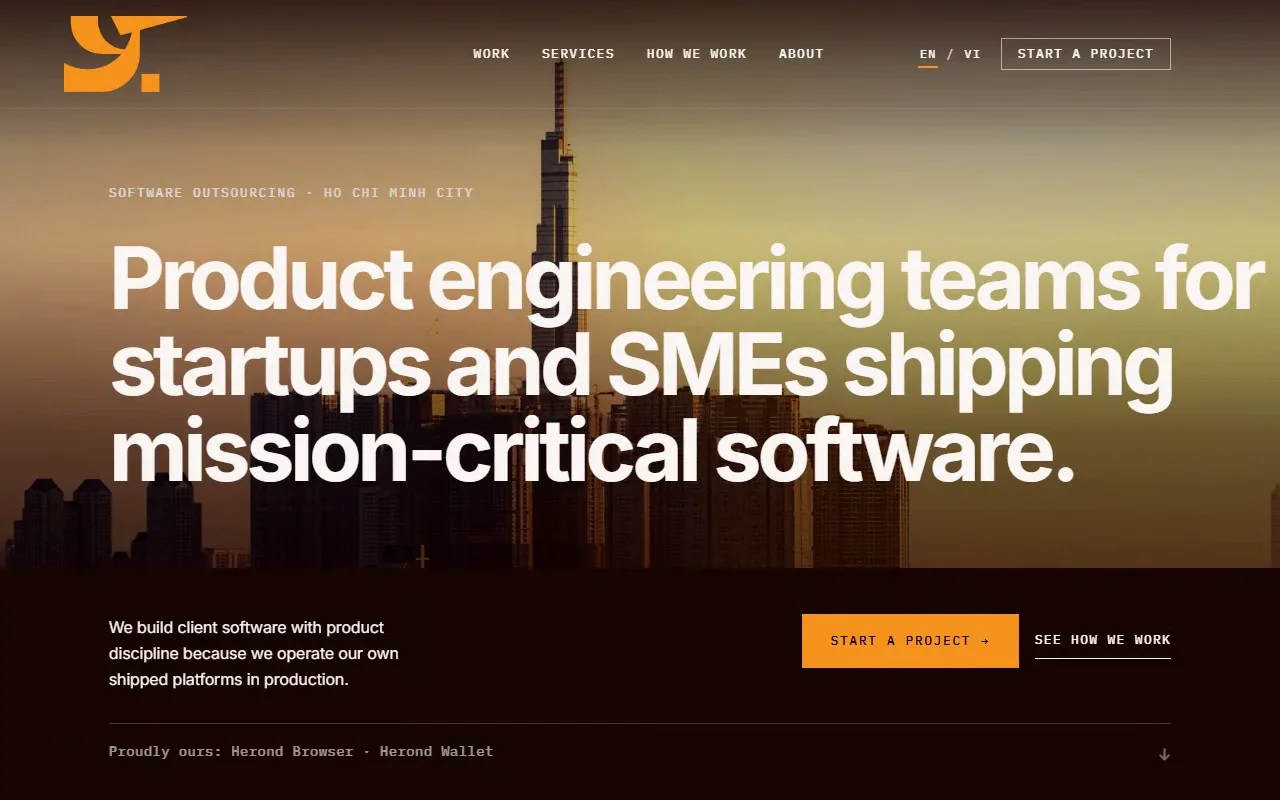 WORK SERVICES HOW WE WORK ABOUT EN / VI START A PROJECT
SOFTWARE OUTSOURCING · HO CHI MINH CITY
Product engineering teams for
startups and SMEs shipping
mission-critical software.
We build client software with product
discipline because we operate our own
shipped platforms in production.
START A PROJECT →
SEE HOW WE WORK
Proudly ours: Herond Browser · Herond Wallet
↓